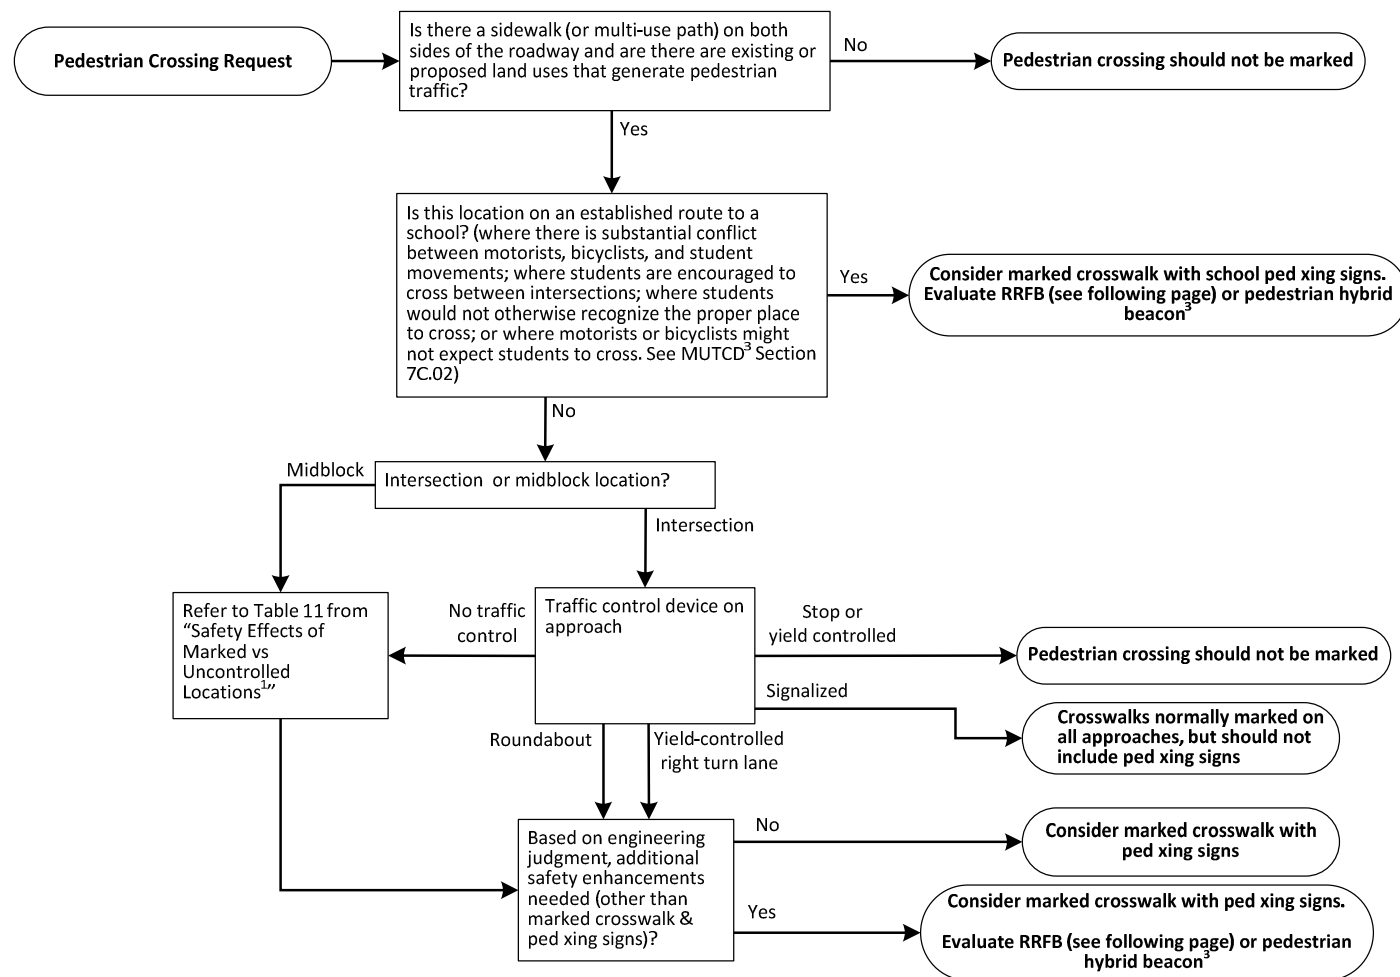 Pedestrian Crossing Request
Is there a sidewalk (or multi-use path) on both
sides of the roadway and are there are existing or
proposed land uses that generate pedestrian
traffic?
No
Pedestrian crossing should not be marked
Yes
Is this location on an established route to a
school? (where there is substantial conflict
between motorists, bicyclists, and student
movements; where students are encouraged to
cross between intersections; where students
would not otherwise recognize the proper place
to cross; or where motorists or bicyclists might
not expect students to cross. See MUTCD³ Section
7C.02)
Yes
Consider marked crosswalk with school ped xing signs.
Evaluate RRFB (see following page) or pedestrian hybrid
beacon³
No
Midblock
Intersection or midblock location?
Intersection
Refer to Table 11 from
“Safety Effects of
Marked vs
Uncontrolled
Locations¹”
No traffic
control
Traffic control device on
approach
Stop or
yield controlled
Pedestrian crossing should not be marked
Signalized
Crosswalks normally marked on
all approaches, but should not
include ped xing signs
Roundabout
Yield-controlled
right turn lane
Based on engineering
judgment, additional
safety enhancements
needed (other than
marked crosswalk &
ped xing signs)?
No
Consider marked crosswalk with
ped xing signs
Yes
Consider marked crosswalk with ped xing signs.
Evaluate RRFB (see following page) or pedestrian
hybrid beacon³